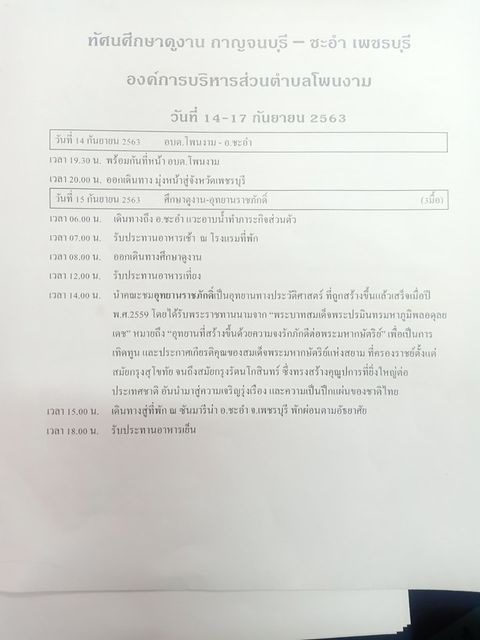 ทัศนศึกษาดูงาน กาญจนบุรี – ชะอำ เพชรบุรี
องค์การบริหารส่วนตำบลโพนงาม
วันที่ 14-17 กันยายน 2563
วันที่ 14 กันยายน 2563 อบต.โพนงาม - อ.ชะอำ
เวลา 19.30 น. พร้อมกันที่หน้า อบต.โพนงาม
เวลา 20.00 น. ออกเดินทาง มุ่งหน้าสู่จังหวัดเพชรบุรี
วันที่ 15 กันยายน 2563 ศึกษาดูงาน-อุทยานราชภักดิ์ (3มื้อ)
เวลา 06.00 น. เดินทางถึง อ.ชะอำ แวะอาบน้ำทำภาระกิจส่วนตัว
เวลา 07.00 น. รับประทานอาหารเช้า ณ โรงแรมที่พัก
เวลา 08.00 น. ออกเดินทางศึกษาดูงาน
เวลา 12.00 น. รับประทานอาหารเที่ยง
เวลา 14.00 น. นำคณะชมอุทยานราชภักดิ์เป็นอุทยานทางประวัติศาสตร์ ที่ถูกสร้างขึ้นแล้วเสร็จเมื่อปี
พ.ศ.2559 โดยได้รับพระราชทานนามจาก “พระบาทสมเด็จพระปรมินทรมหาภูมิพลอดุลย
เดช” หมายถึง “อุทยานที่สร้างขึ้นด้วยความจงรักภักดีต่อพระมหากษัตริย์” เพื่อเป็นการ
เทิดทูน และประกาศเกียรติคุณของสมเด็จพระมหากษัตริย์แห่งสยาม ที่ครองราชย์ตั้งแต่
สมัยกรุงสุโขทัย จนถึงสมัยกรุงรัตนโกสินทร์ ซึ่งทรงสร้างคุณูปการที่ยิ่งใหญ่ต่อ
ประเทศชาติ อันนำมาสู่ความเจริญรุ่งเรือง และความเป็นปึกแผ่นของชาติไทย
เวลา 15.00 น. เดินทางสู่ที่พัก ณ ซันมารีน่า อ.ชะอำ จ.เพชรบุรี พักผ่อนตามอัธยาศัย
เวลา 18.00 น. รับประทานอาหารเย็น